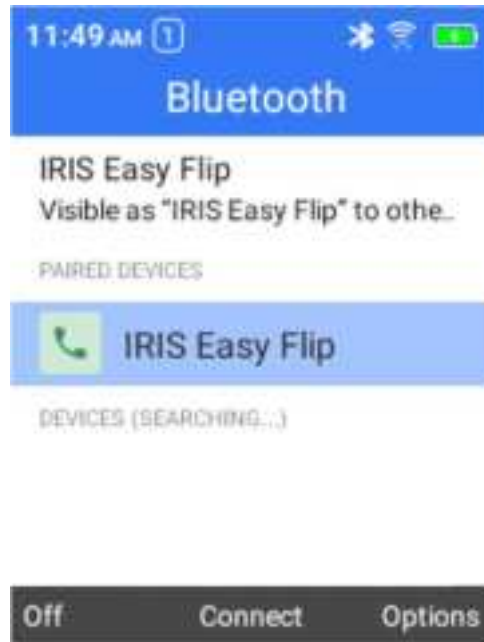 11:49 AM 1
Bluetooth
IRIS Easy Flip
Visible as "IRIS Easy Flip" to othe...
PAIRED DEVICES
IRIS Easy Flip
DEVICES (SEARCHING...)
Off Connect Options